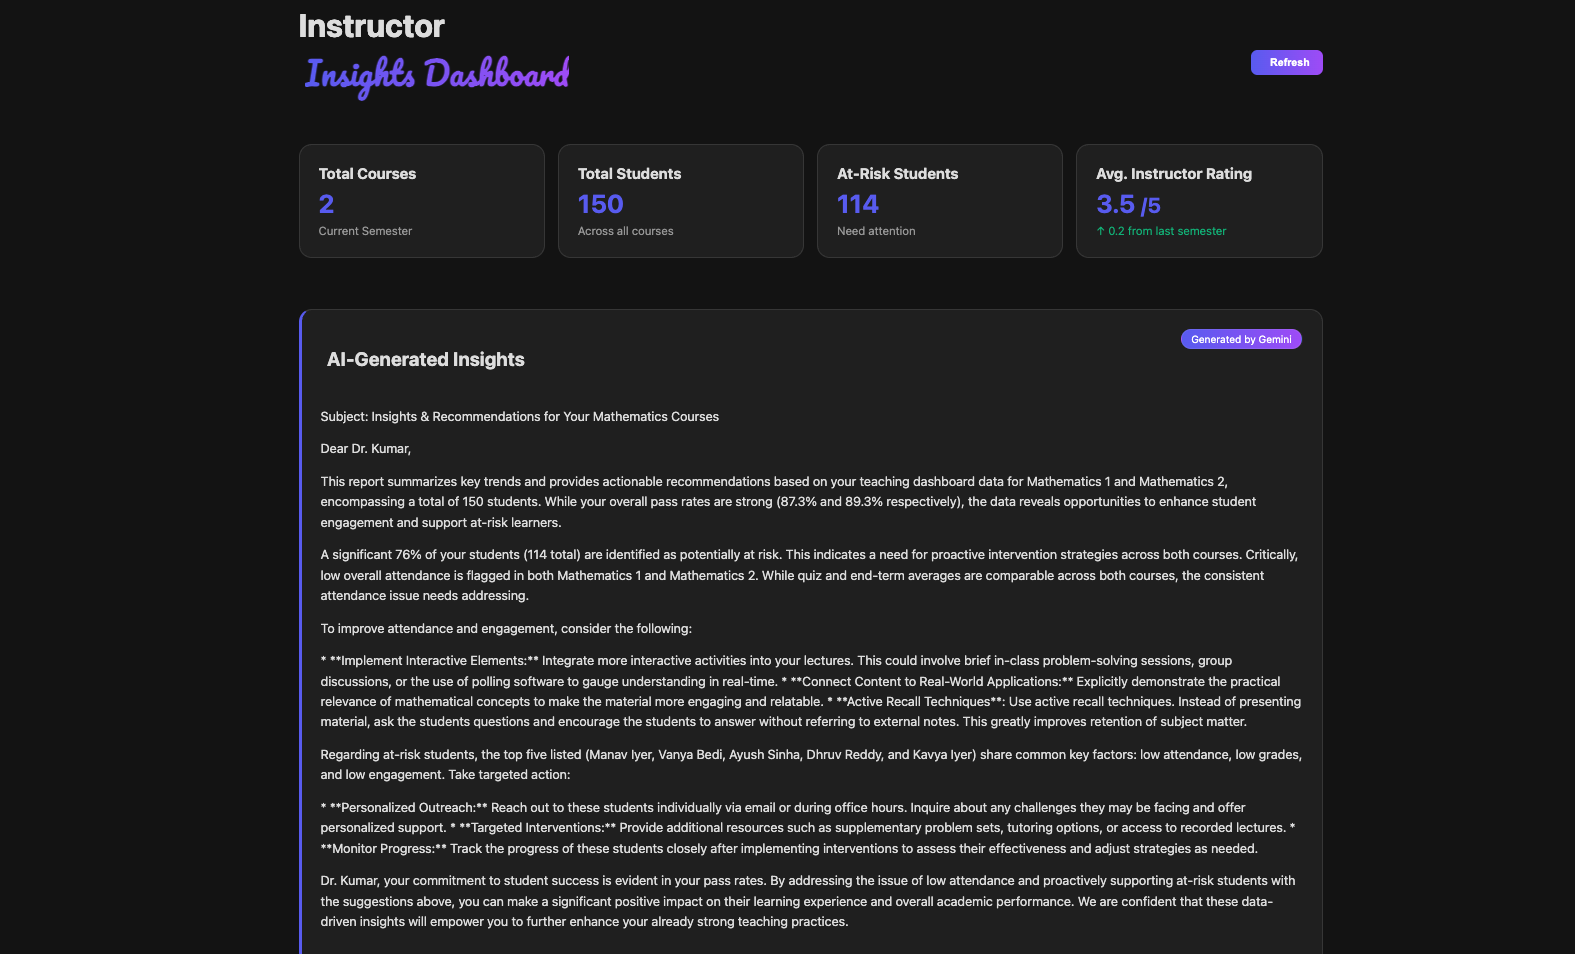 Instructor
Insights Dashboard
Refresh
Total Courses
2
Current Semester
Total Students
150
Across all courses
At-Risk Students
114
Need attention
Avg. Instructor Rating
3.5 /5
↑ 0.2 from last semester
Generated by Gemini
AI-Generated Insights
Subject: Insights & Recommendations for Your Mathematics Courses
Dear Dr. Kumar,
This report summarizes key trends and provides actionable recommendations based on your teaching dashboard data for Mathematics 1 and Mathematics 2,
encompassing a total of 150 students. While your overall pass rates are strong (87.3% and 89.3% respectively), the data reveals opportunities to enhance student
engagement and support at-risk learners.
A significant 76% of your students (114 total) are identified as potentially at risk. This indicates a need for proactive intervention strategies across both courses. Critically,
low overall attendance is flagged in both Mathematics 1 and Mathematics 2. While quiz and end-term averages are comparable across both courses, the consistent
attendance issue needs addressing.
To improve attendance and engagement, consider the following:
* **Implement Interactive Elements:** Integrate more interactive activities into your lectures. This could involve brief in-class problem-solving sessions, group
discussions, or the use of polling software to gauge understanding in real-time. * **Connect Content to Real-World Applications:** Explicitly demonstrate the practical
relevance of mathematical concepts to make the material more engaging and relatable. * **Active Recall Techniques**: Use active recall techniques. Instead of presenting
material, ask the students questions and encourage the students to answer without referring to external notes. This greatly improves retention of subject matter.
Regarding at-risk students, the top five listed (Manav Iyer, Vanya Bedi, Ayush Sinha, Dhruv Reddy, and Kavya Iyer) share common key factors: low attendance, low grades,
and low engagement. Take targeted action:
* **Personalized Outreach:** Reach out to these students individually via email or during office hours. Inquire about any challenges they may be facing and offer
personalized support. * **Targeted Interventions:** Provide additional resources such as supplementary problem sets, tutoring options, or access to recorded lectures. *
**Monitor Progress:** Track the progress of these students closely after implementing interventions to assess their effectiveness and adjust strategies as needed.
Dr. Kumar, your commitment to student success is evident in your pass rates. By addressing the issue of low attendance and proactively supporting at-risk students with
the suggestions above, you can make a significant positive impact on their learning experience and overall academic performance. We are confident that these data-
driven insights will empower you to further enhance your already strong teaching practices.